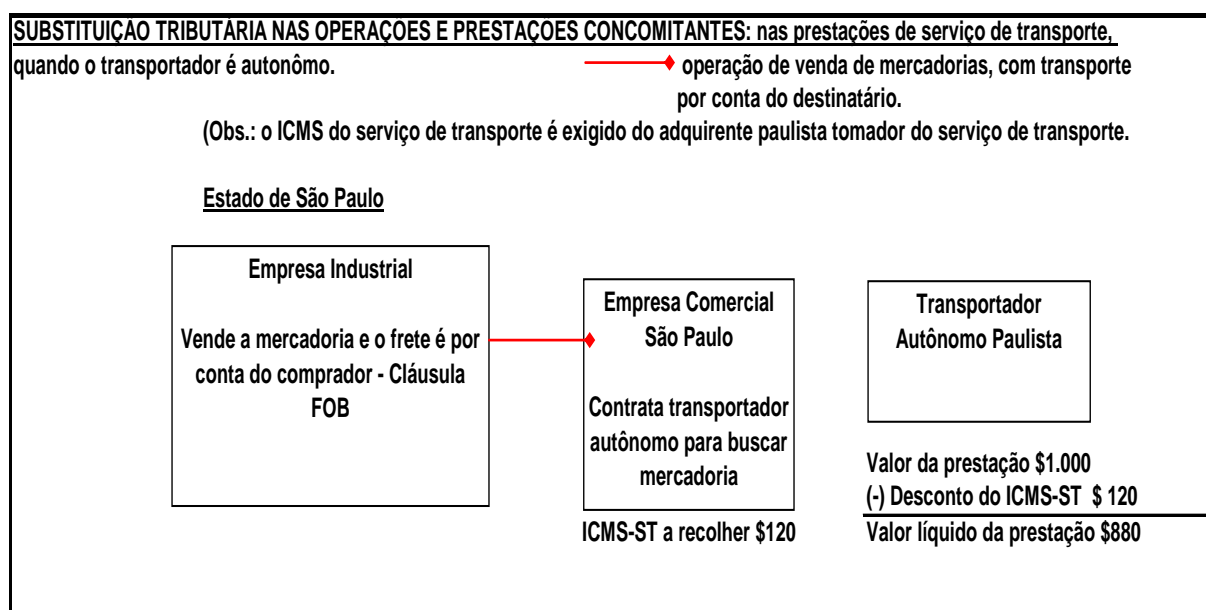 SUBSTITUIÇÃO TRIBUTÁRIA NAS OPERAÇOES E PRESTAÇOES CONCOMITANTES: nas prestações de serviço de transporte,
quando o transportador é autonômo.
operação de venda de mercadorias, com transporte
por conta do destinatário.
(Obs.: o ICMS do serviço de transporte é exigido do adquirente paulista tomador do serviço de transporte.
Estado de São Paulo
Empresa Industrial
Vende a mercadoria e o frete é por
conta do comprador - Cláusula
FOB
Empresa Comercial
São Paulo
Contrata transportador
autônomo para buscar
mercadoria
ICMS-ST a recolher $120
Transportador
Autônomo Paulista
Valor da prestação $1.000
(-) Desconto do ICMS-ST $ 120
Valor líquido da prestação $880